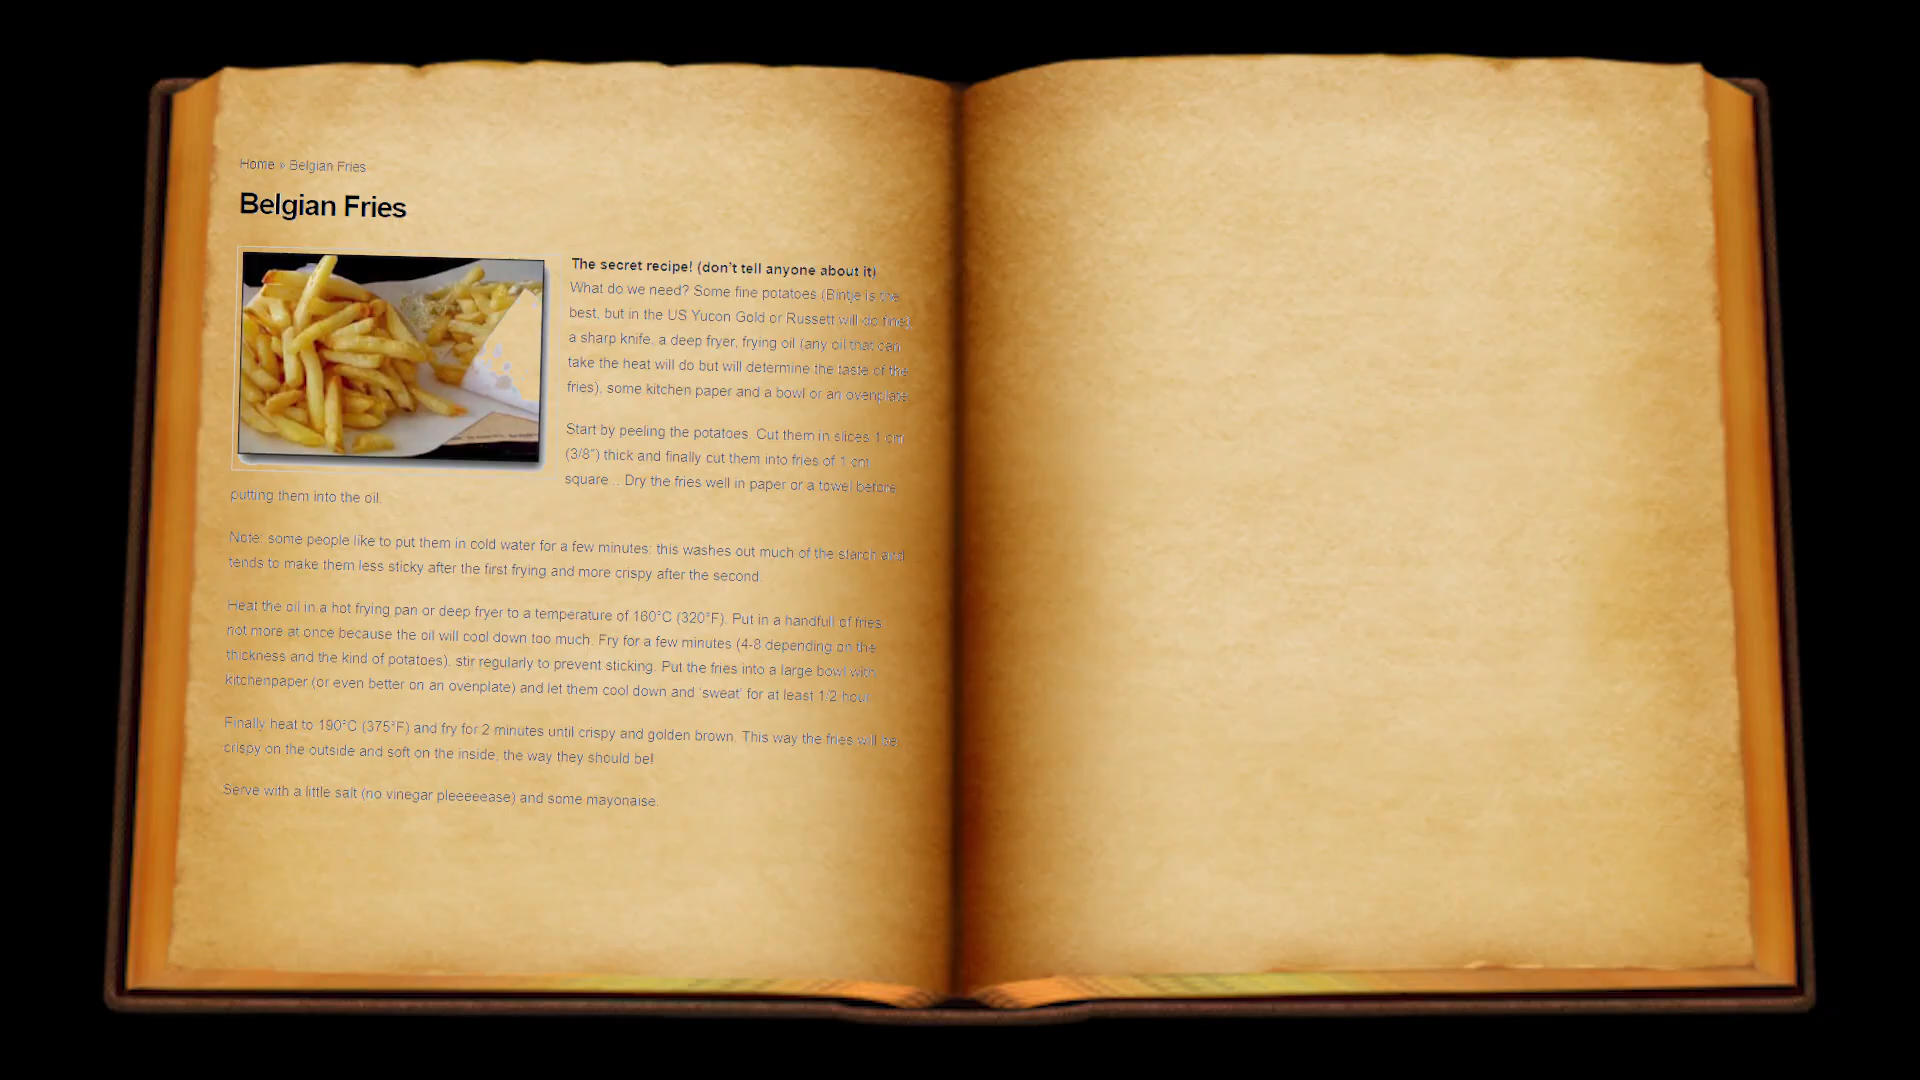 Home » Belgian Fries
Belgian Fries
The secret recipe! (don't tell anyone about it)
What do we need? Some fine potatoes (Bintje is the
best, but in the US Yucon Gold or Russett will do fine),
a sharp knife, a deep fryer, frying oil (any oil that can
take the heat will do but will determine the taste of the
fries), some kitchen paper and a bowl or an ovenplate.
Start by peeling the potatoes. Cut them in slices 1 cm
(3/8") thick and finally cut them into fries of 1 cm
square... Dry the fries well in paper or a towel before
putting them into the oil.
Note: some people like to put them in cold water for a few minutes; this washes out much of the starch and
tends to make them less sticky after the first frying and more crispy after the second.
Heat the oil in a hot frying pan or deep fryer to a temperature of 160°C (320°F). Put in a handfull of fries,
not more at once because the oil will cool down too much. Fry for a few minutes (4-8 depending on the
thickness and the kind of potatoes), stir regularly to prevent sticking. Put the fries into a large bowl with
kitchenpaper (or even better on an ovenplate) and let them cool down and 'sweat' for at least 1/2 hour.
Finally heat to 190°C (375°F) and fry for 2 minutes until crispy and golden brown. This way the fries will be
crispy on the outside and soft on the inside, the way they should be!
Serve with a little salt (no vinegar pleeeeease) and some mayonaise.